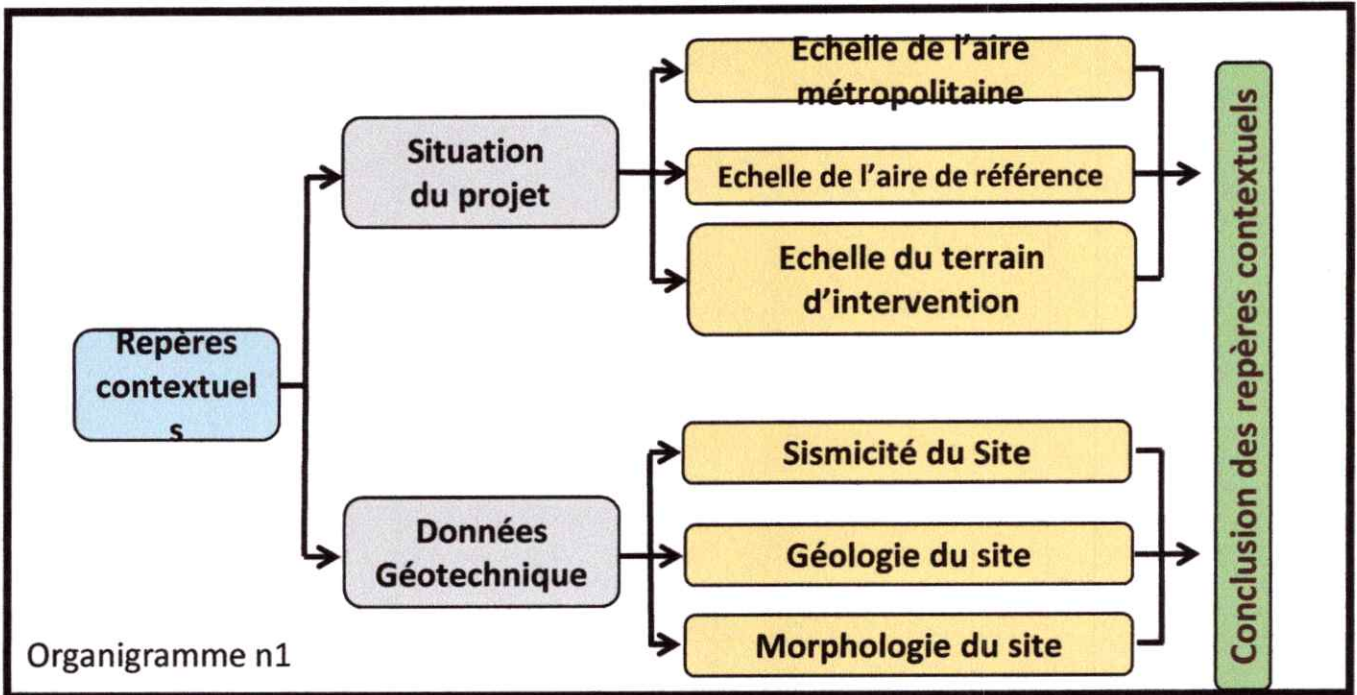 Echelle de l'aire
métropolitaine
Situation
du projet
Echelle de l'aire de référence
Echelle du terrain
d'intervention
Repères
contextuel
s
Sismicité du Site
Données
Géotechnique
Géologie du site
Morphologie du site
Conclusion des repères contextuels
Organigramme n1